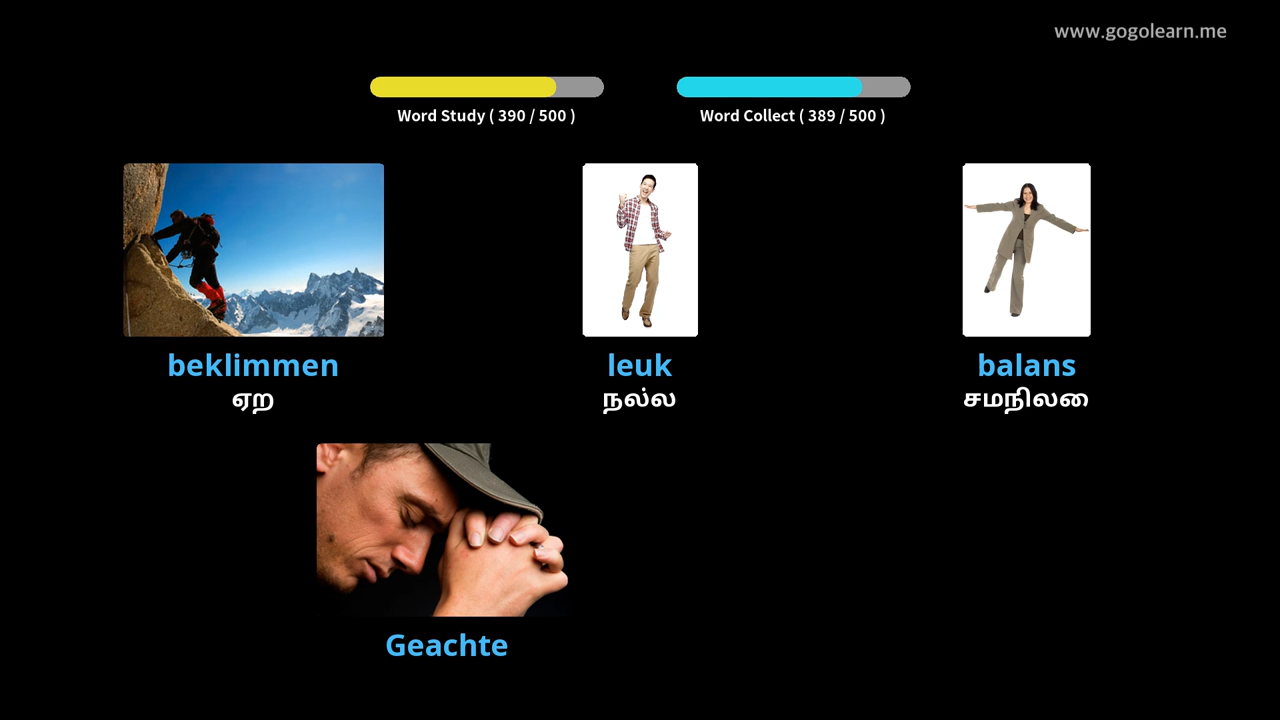 www.gogolearn.me
Word Study ( 390 / 500 )
Word Collect ( 389 / 500 )
beklimmen
leuk
balans
ஏற
நல்ல
சமநிலை
Geachte